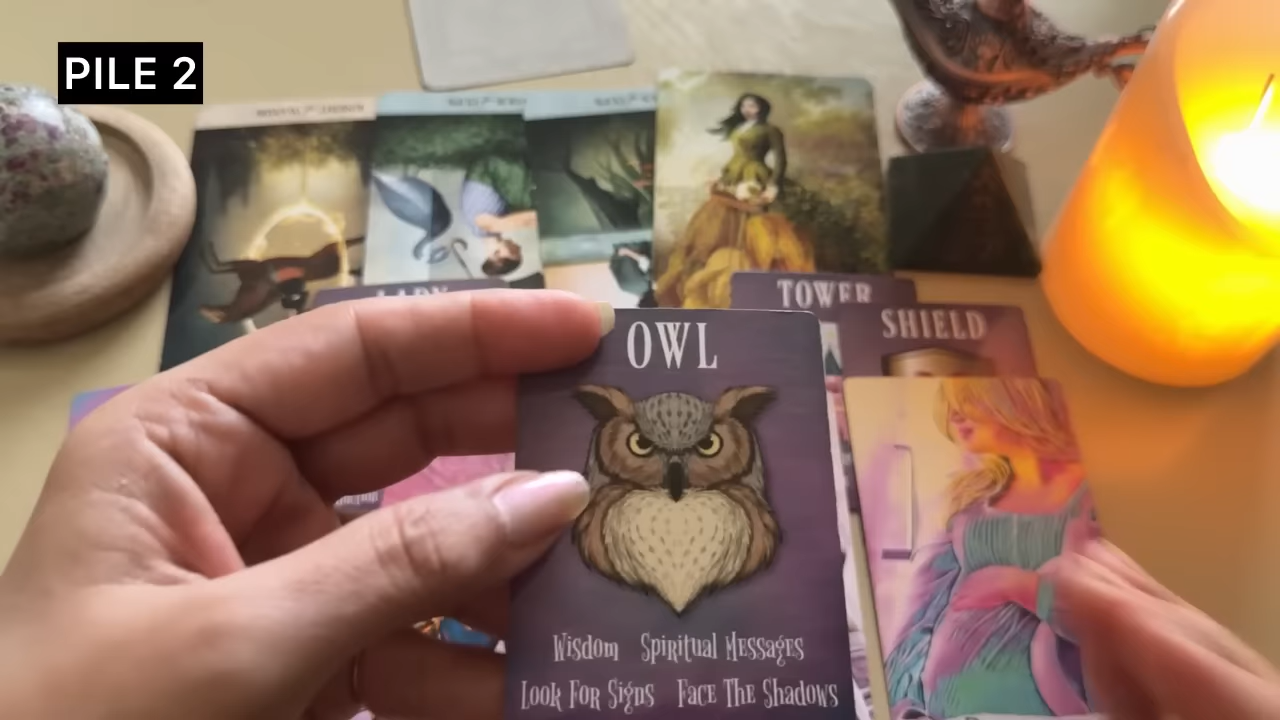 PILE 2
TOWER
SHIELD
OWL
Wisdom Spiritual Messages
Look For Signs Face The Shadows